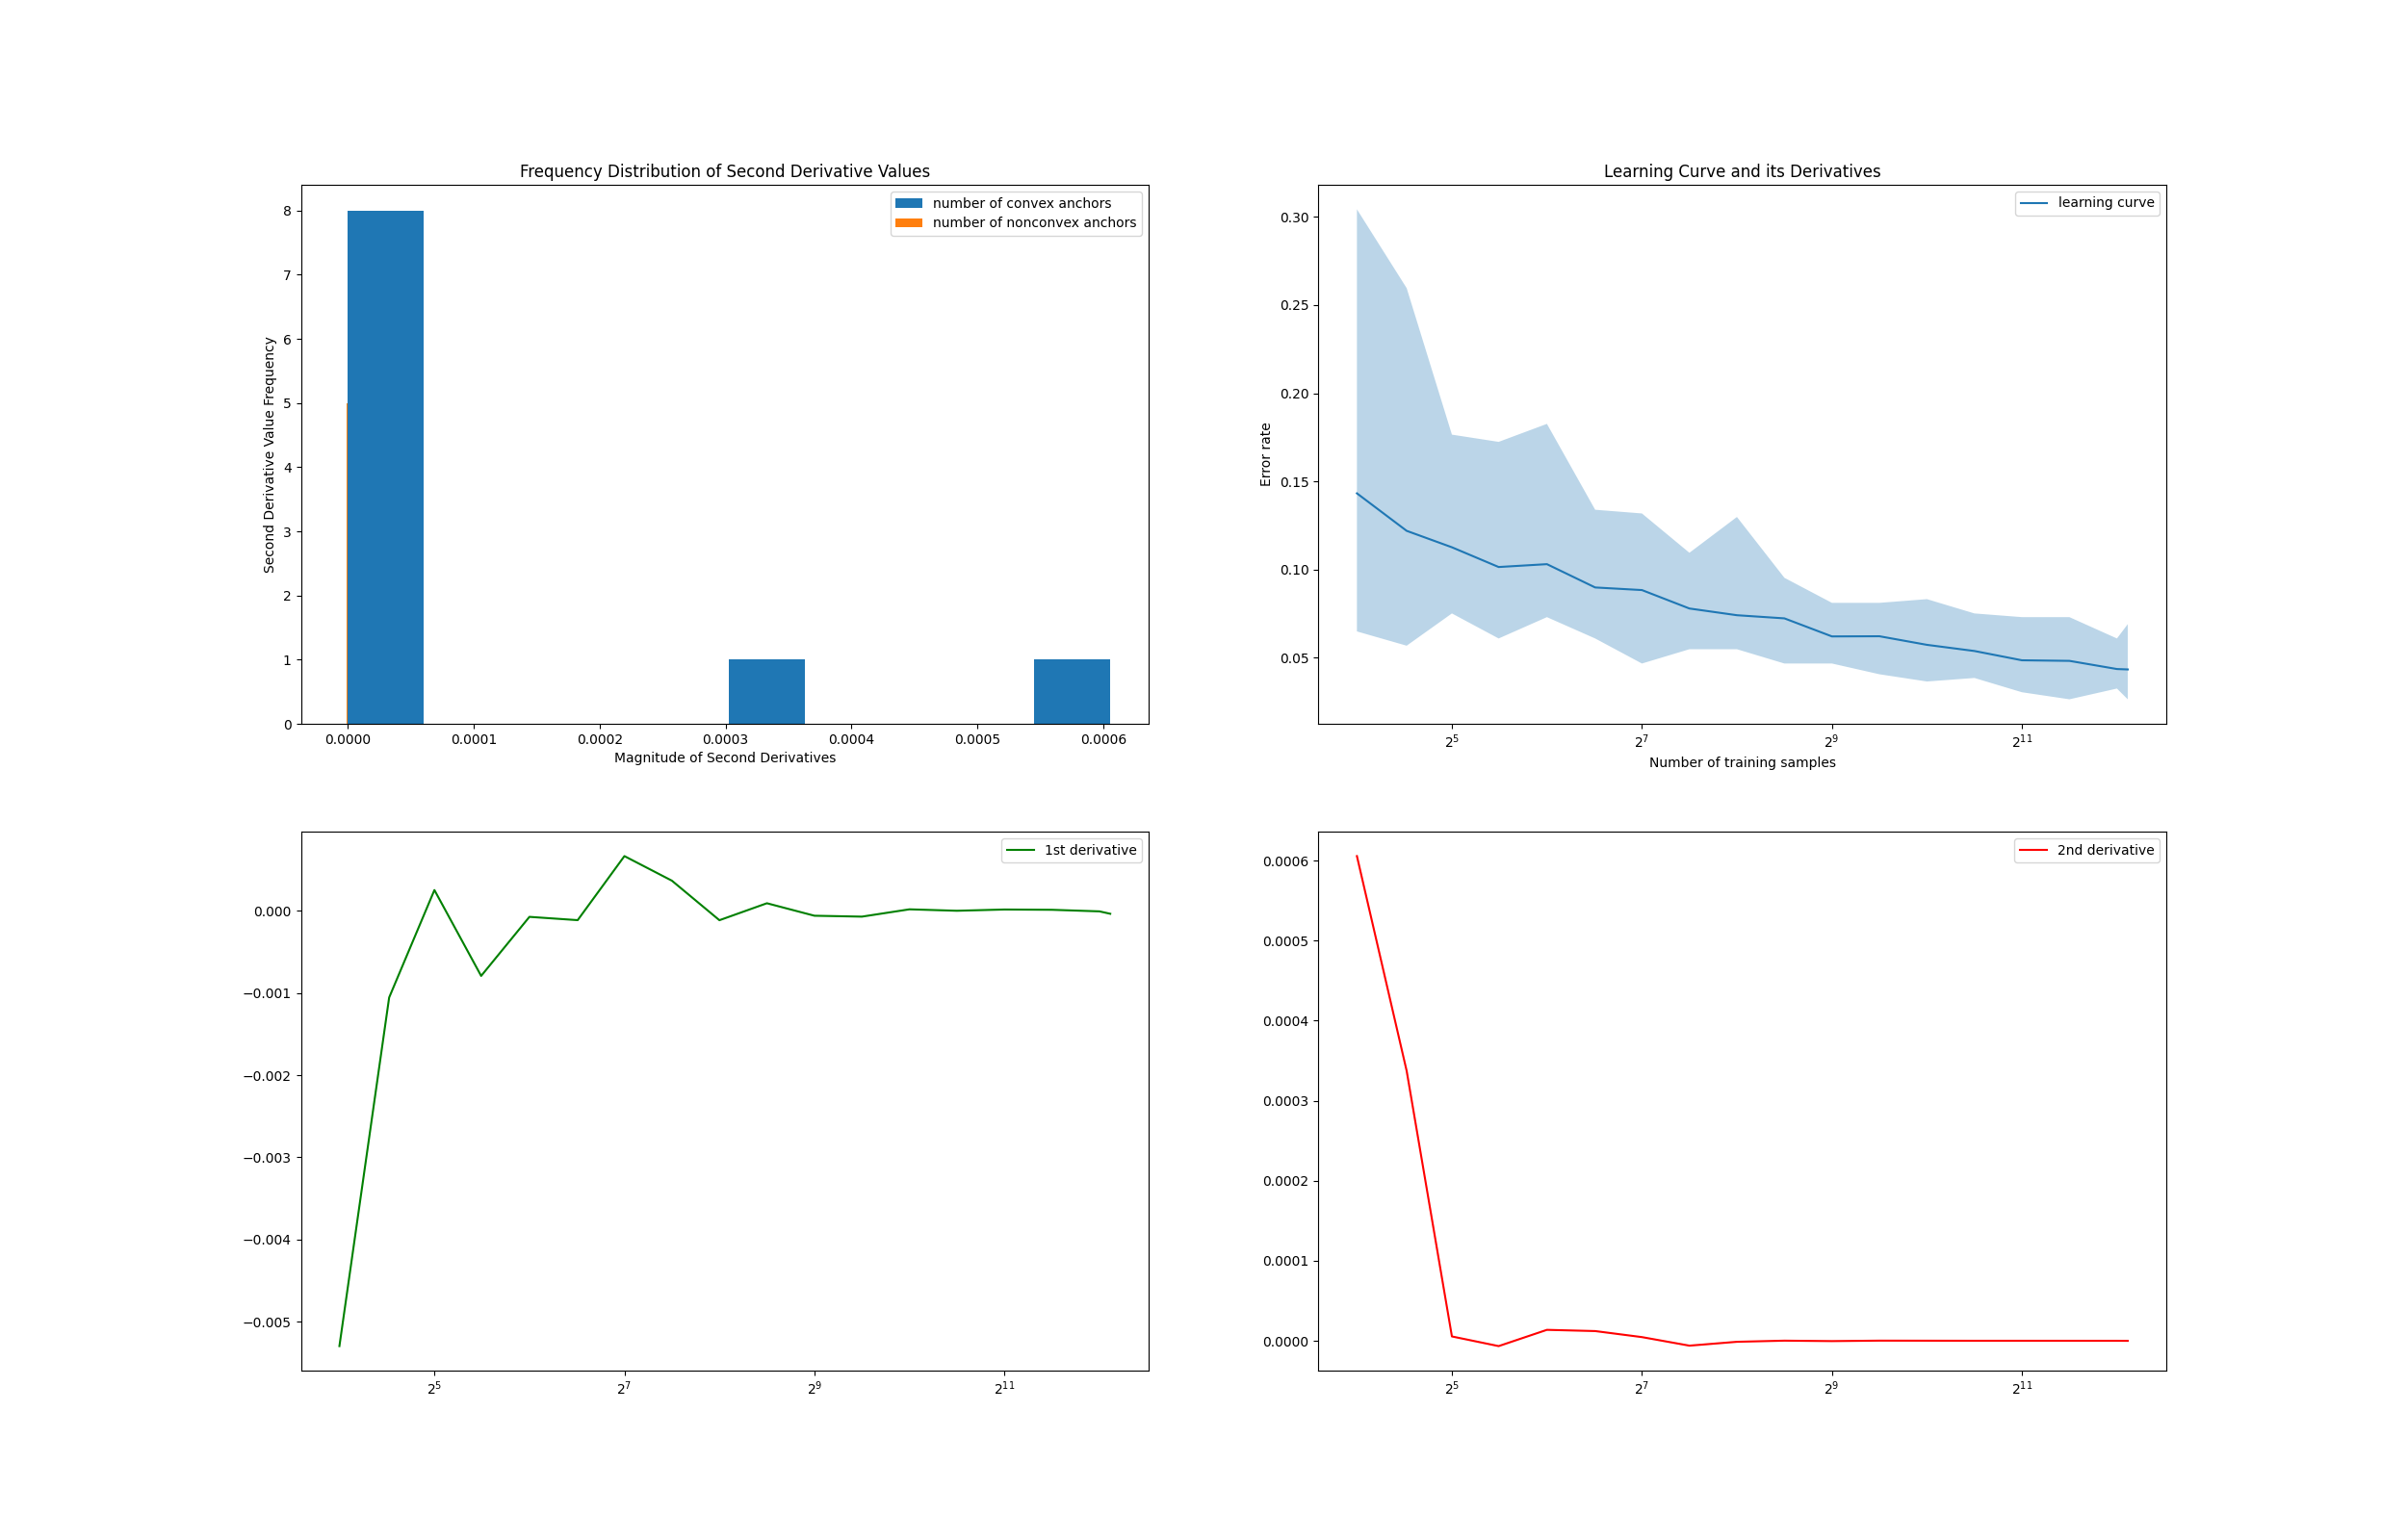 Frequency Distribution of Second Derivative Values
number of convex anchors
number of nonconvex anchors
Second Derivative Value Frequency
8
7
6
5
4
3
2
1
0
0.0000 0.0001 0.0002 0.0003 0.0004 0.0005 0.0006
Magnitude of Second Derivatives
Learning Curve and its Derivatives
learning curve
Error rate
0.30
0.25
0.20
0.15
0.10
0.05
2^5 2^7 2^9 2^11
Number of training samples
1st derivative
0.000
−0.001
−0.002
−0.003
−0.004
−0.005
2^5 2^7 2^9 2^11
2nd derivative
0.0006
0.0005
0.0004
0.0003
0.0002
0.0001
0.0000
2^5 2^7 2^9 2^11